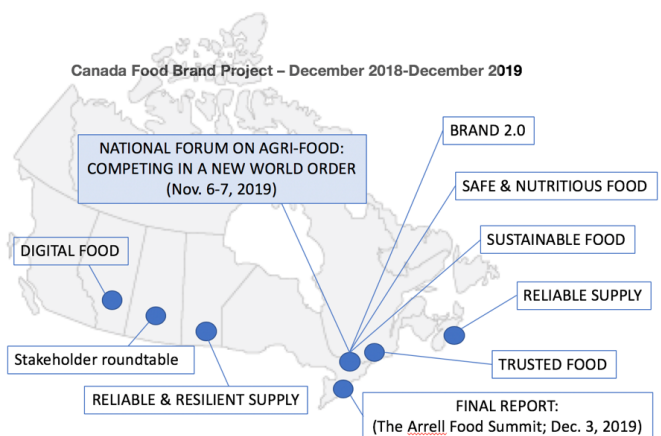 Canada Food Brand Project – December 2018-December 2019
NATIONAL FORUM ON AGRI-FOOD:
COMPETING IN A NEW WORLD ORDER
(Nov. 6-7, 2019)
BRAND 2.0
SAFE & NUTRITIOUS FOOD
SUSTAINABLE FOOD
DIGITAL FOOD
RELIABLE SUPPLY
Stakeholder roundtable
TRUSTED FOOD
RELIABLE & RESILIENT SUPPLY
FINAL REPORT:
(The Arrell Food Summit; Dec. 3, 2019)